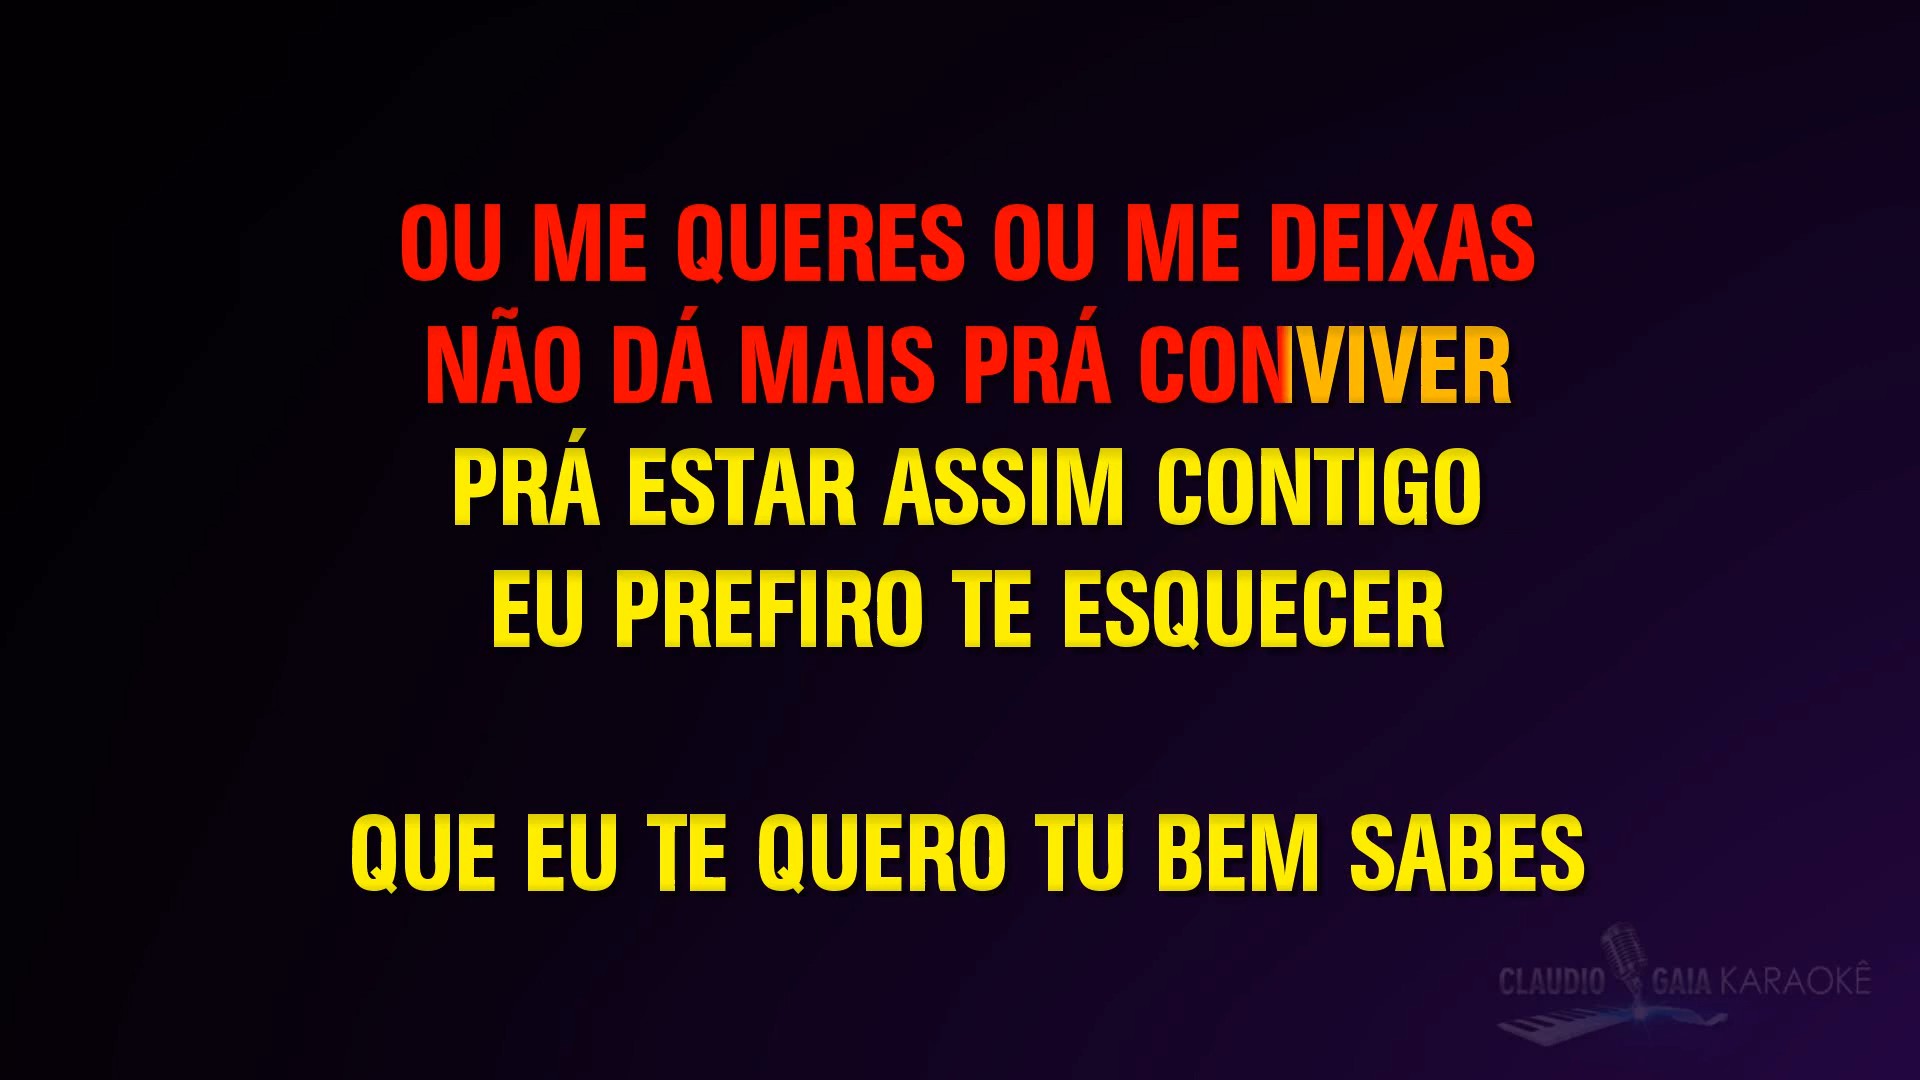 OU ME QUERES OU ME DEIXAS
NÃO DÁ MAIS PRÁ CONVIVER
PRÁ ESTAR ASSIM CONTIGO
EU PREFIRO TE ESQUECER
QUE EU TE QUERO TU BEM SABES
CLAUDIO GAIA KARAOKÊ